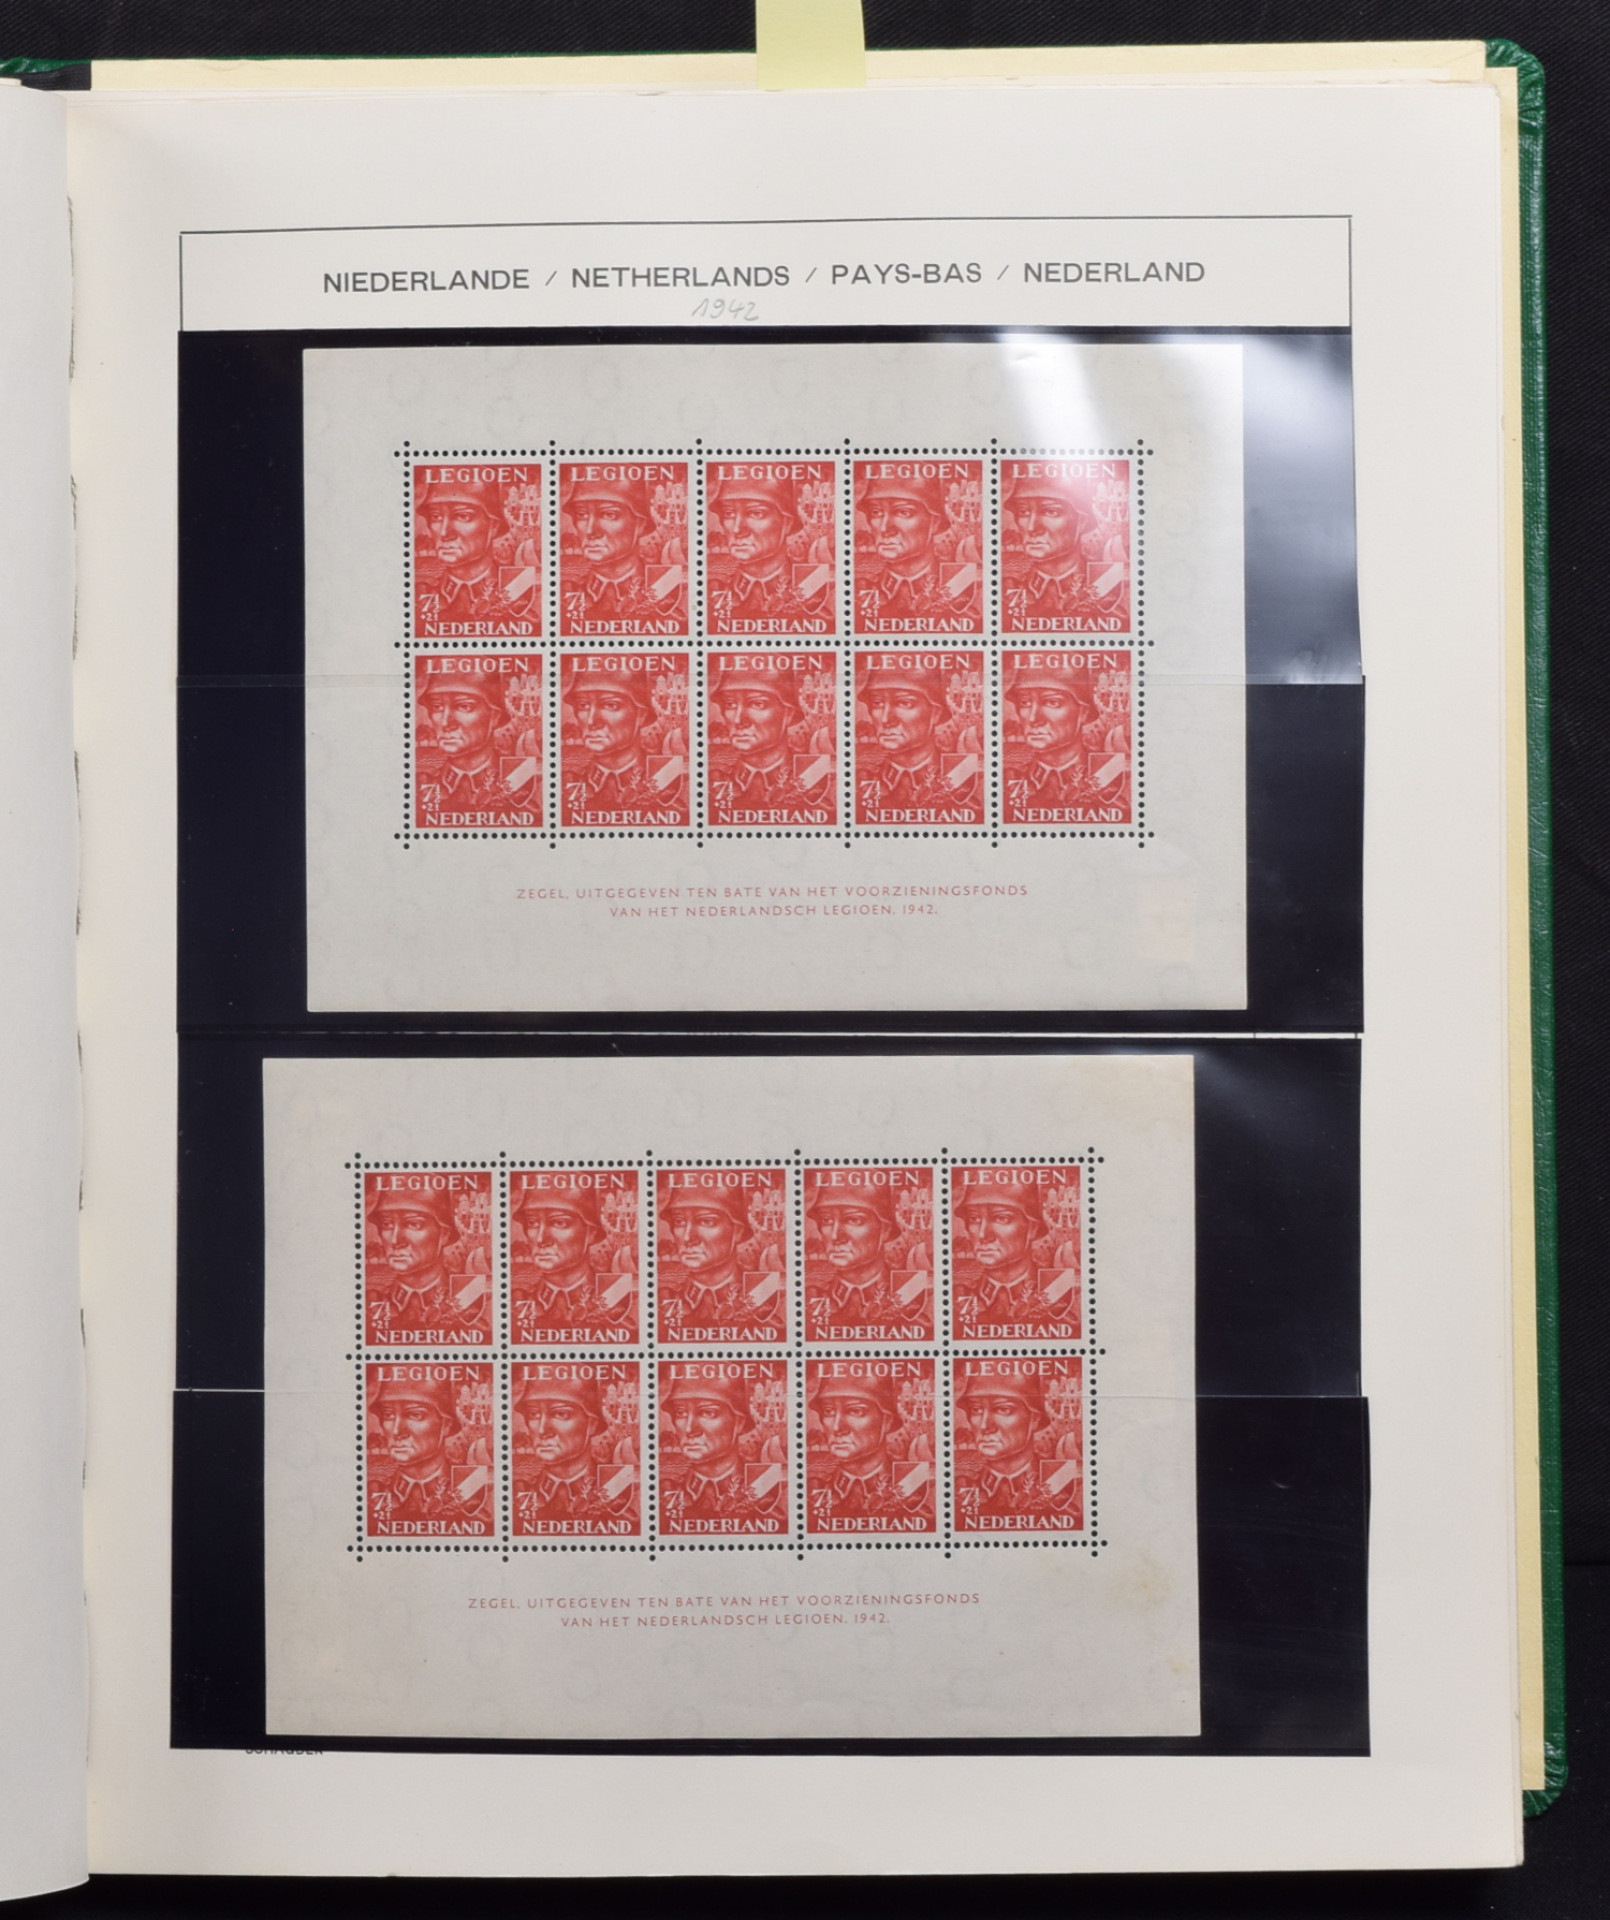 NIEDERLANDE / NETHERLANDS / PAYS-BAS / NEDERLAND
1942
LEGIOEN LEGIOEN LEGIOEN LEGIOEN LEGIOEN
7½ 7½ 7½ 7½ 7½
+2½ +2½ +2½ +2½ +2½
NEDERLAND NEDERLAND NEDERLAND NEDERLAND NEDERLAND
LEGIOEN LEGIOEN LEGIOEN LEGIOEN LEGIOEN
7½ 7½ 7½ 7½ 7½
+2½ +2½ +2½ +2½ +2½
NEDERLAND NEDERLAND NEDERLAND NEDERLAND NEDERLAND
ZEGEL, UITGEGEVEN TEN BATE VAN HET VOORZIENINGSFONDS
VAN HET NEDERLANDSCH LEGIOEN. 1942.
LEGIOEN LEGIOEN LEGIOEN LEGIOEN LEGIOEN
7½ 7½ 7½ 7½ 7½
+2½ +2½ +2½ +2½ +2½
NEDERLAND NEDERLAND NEDERLAND NEDERLAND NEDERLAND
LEGIOEN LEGIOEN LEGIOEN LEGIOEN LEGIOEN
7½ 7½ 7½ 7½ 7½
+2½ +2½ +2½ +2½ +2½
NEDERLAND NEDERLAND NEDERLAND NEDERLAND NEDERLAND
ZEGEL, UITGEGEVEN TEN BATE VAN HET VOORZIENINGSFONDS
VAN HET NEDERLANDSCH LEGIOEN. 1942.